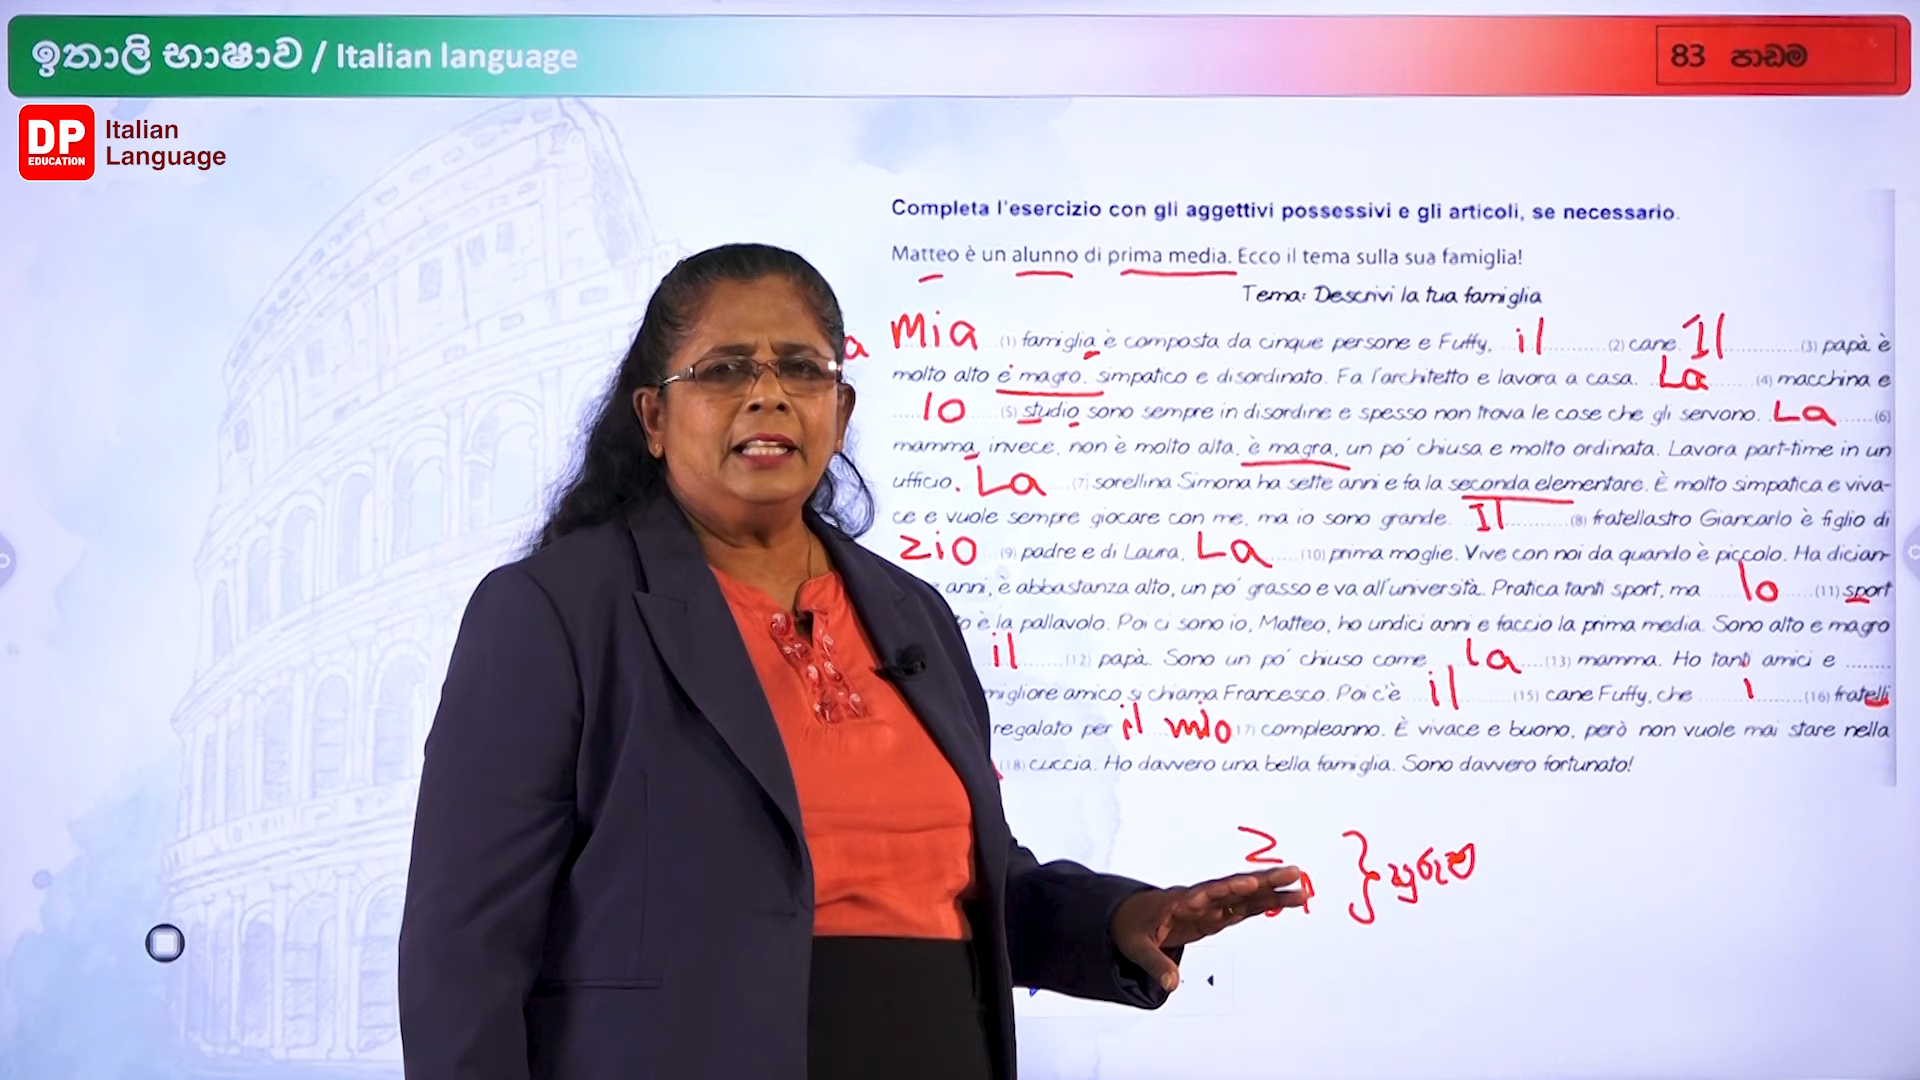 ඉතාලි භාෂාව / Italian language
83 පාඩම
DP EDUCATION
Italian
Language
Completa l'esercizio con gli aggettivi possessivi e gli articoli, se necessario.
Matteo è un alunno di prima media. Ecco il tema sulla sua famiglia!
Tema: Descrivi la tua famiglia
a mia (1) famiglia è composta da cinque persone e Fuffy, il (2) cane. Il (3) papà è
molto alto e magro, simpatico e disordinato. Fa l'architetto e lavora a casa. La (4) macchina e
lo (5) studio sono sempre in disordine e spesso non trova le cose che gli servono. La (6)
mamma, invece, non è molto alta, è magra, un po' chiusa e molto ordinata. Lavora part-time in un
ufficio. La (7) sorellina Simona ha sette anni e fa la seconda elementare. È molto simpatica e viva-
ce e vuole sempre giocare con me, ma io sono grande. Il (8) fratellastro Giancarlo è figlio di
zio (9) padre e di Laura, La (10) prima moglie. Vive con noi da quando è piccolo. Ha dician-
anni, è abbastanza alto, un po' grasso e va all'università. Pratica tanti sport, ma lo (11) sport
to è la pallavolo. Poi ci sono io, Matteo, ho undici anni e faccio la prima media. Sono alto e magro
il (12) papà. Sono un po' chiuso come la (13) mamma. Ho tanti amici e
migliore amico si chiama Francesco. Poi c'è il (15) cane Fuffy, che i (16) fratelli
regalato per il mio (17) compleanno. È vivace e buono, però non vuole mai stare nella
(18) cuccia. Ho davvero una bella famiglia. Sono davvero fortunato!